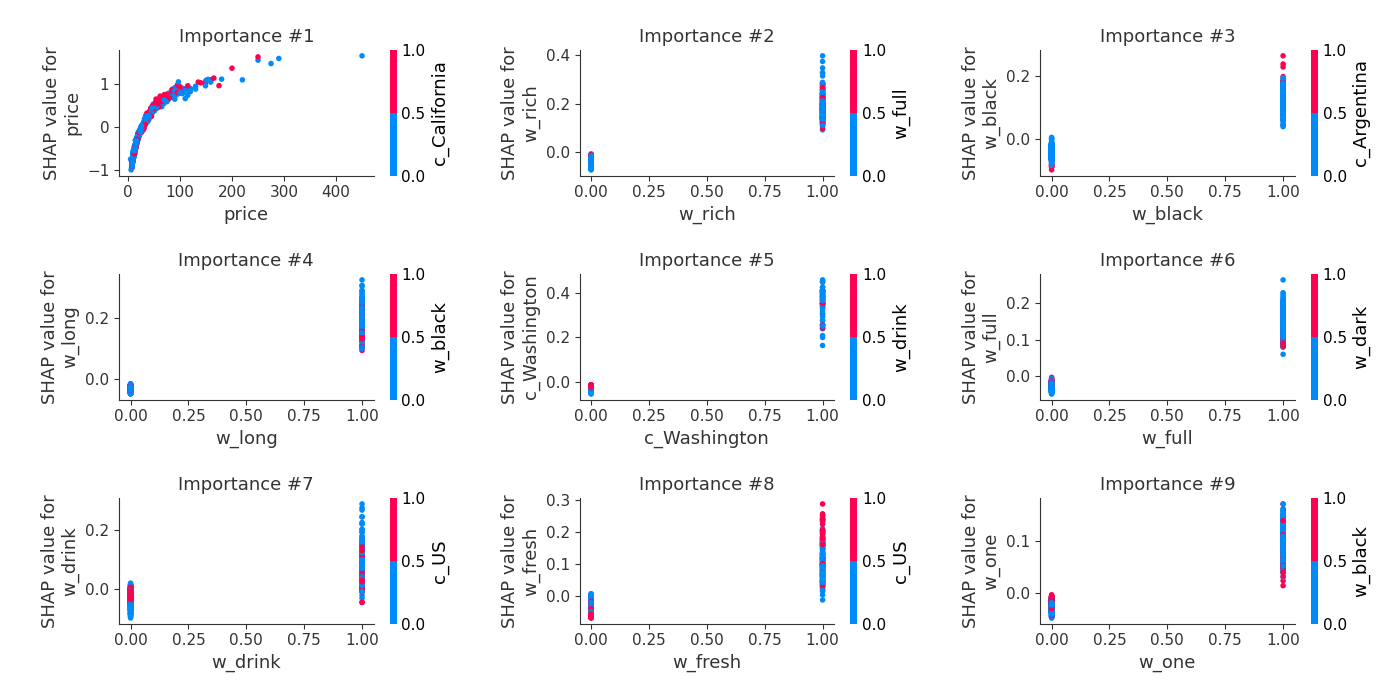 Importance #1
SHAP value for
price
1
0
−1
0
100
200
300
400
price
1.0
0.5
0.0
c_California
Importance #2
SHAP value for
w_rich
0.4
0.2
0.0
0.00
0.25
0.50
0.75
1.00
w_rich
1.0
0.5
0.0
w_full
Importance #3
SHAP value for
w_black
0.2
0.0
0.00
0.25
0.50
0.75
1.00
w_black
1.0
0.5
0.0
c_Argentina
Importance #4
SHAP value for
w_long
0.2
0.0
0.00
0.25
0.50
0.75
1.00
w_long
1.0
0.5
0.0
w_black
Importance #5
SHAP value for
c_Washington
0.4
0.2
0.0
0.00
0.25
0.50
0.75
1.00
c_Washington
1.0
0.5
0.0
w_drink
Importance #6
SHAP value for
w_full
0.2
0.1
0.0
0.00
0.25
0.50
0.75
1.00
w_full
1.0
0.5
0.0
w_dark
Importance #7
SHAP value for
w_drink
0.2
0.0
0.00
0.25
0.50
0.75
1.00
w_drink
1.0
0.5
0.0
c_US
Importance #8
SHAP value for
w_fresh
0.3
0.2
0.1
0.0
0.00
0.25
0.50
0.75
1.00
w_fresh
1.0
0.5
0.0
c_US
Importance #9
SHAP value for
w_one
0.1
0.0
0.00
0.25
0.50
0.75
1.00
w_one
1.0
0.5
0.0
w_black